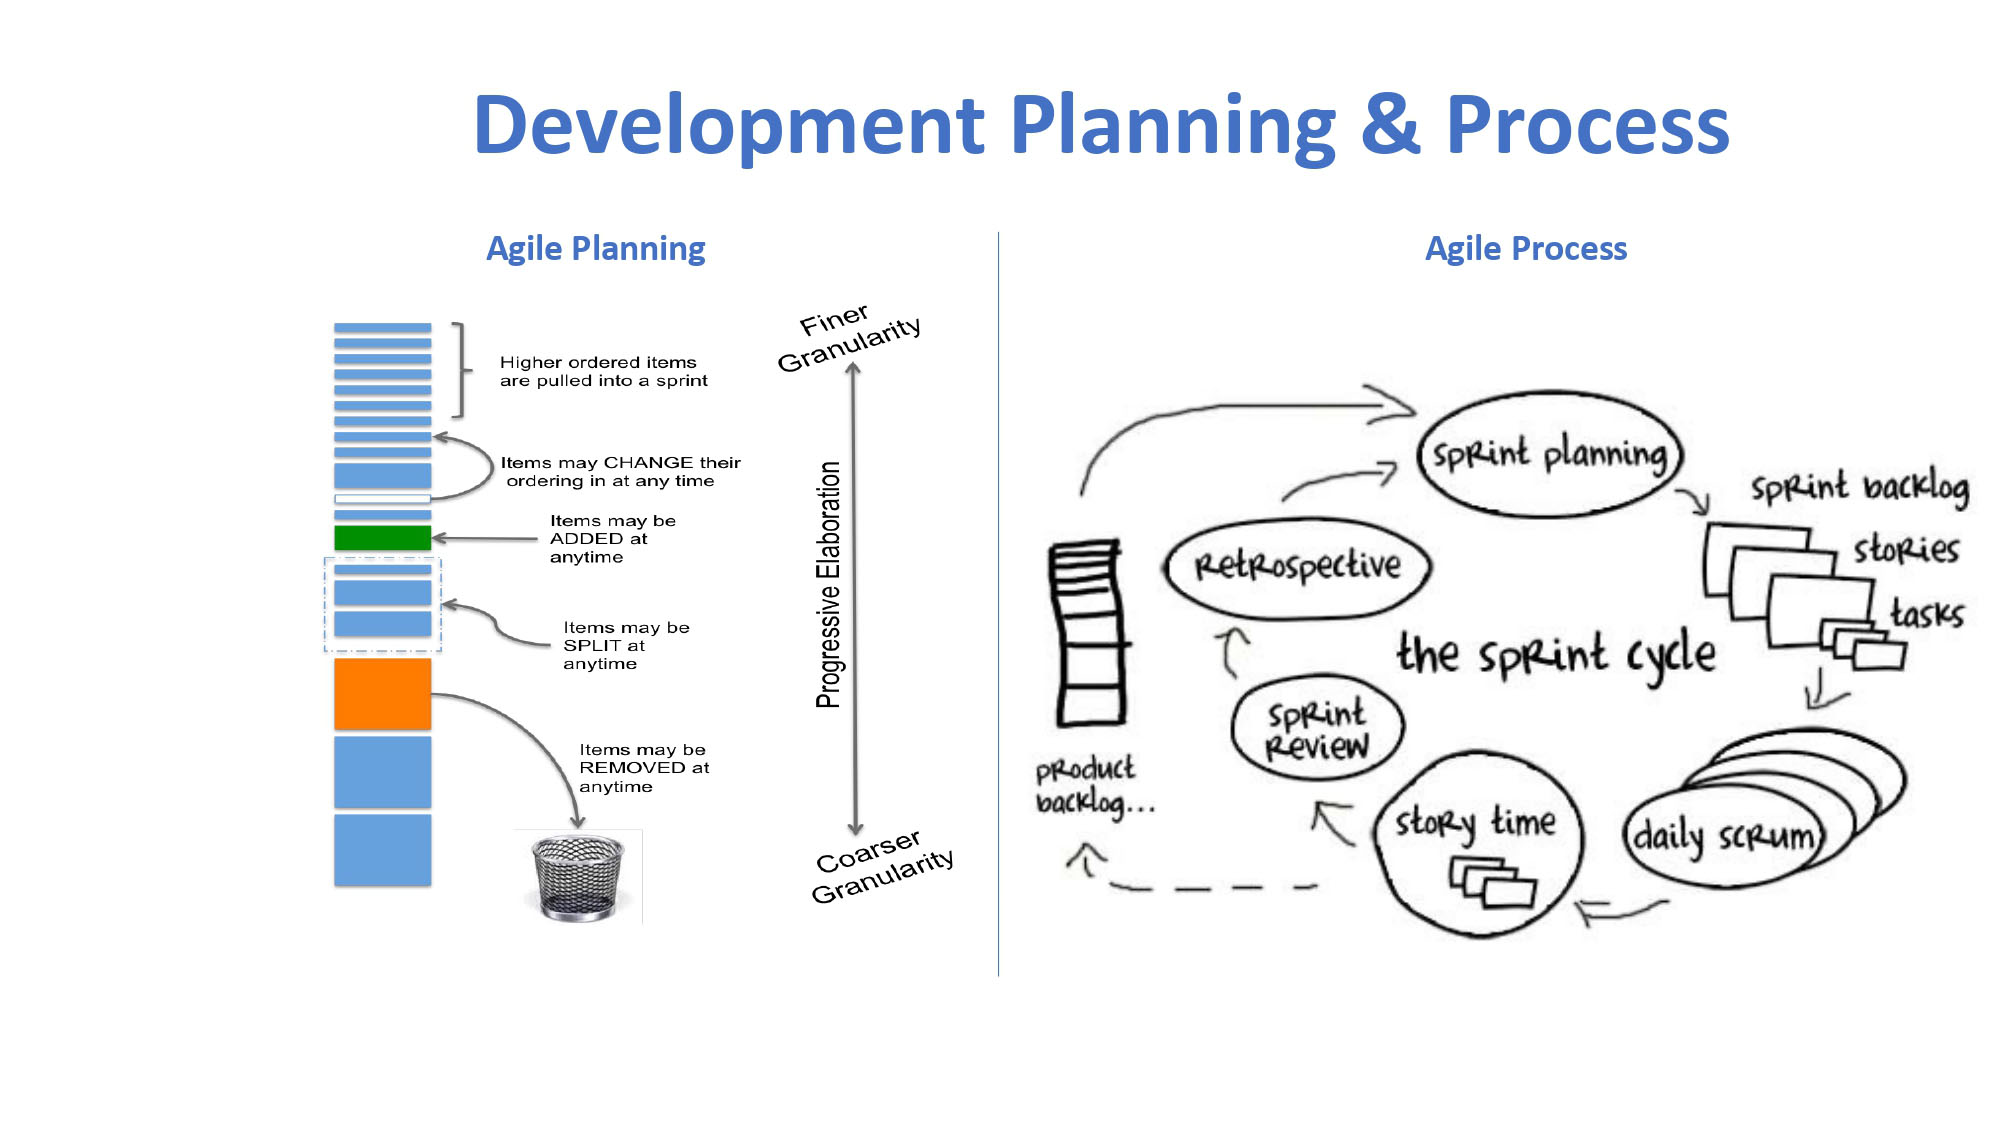 Development Planning & Process
Agile Planning
Finer
Granularity
Higher ordered items
are pulled into a sprint
Items may CHANGE their
ordering in at any time
Items may be
ADDED at
anytime
Items may be
SPLIT at
anytime
Items may be
REMOVED at
anytime
Progressive Elaboration
Coarser
Granularity
Agile Process
sprint planning
sprint backlog
stories
tasks
retrospective
the sprint cycle
sprint
review
product
backlog...
story time
daily scrum